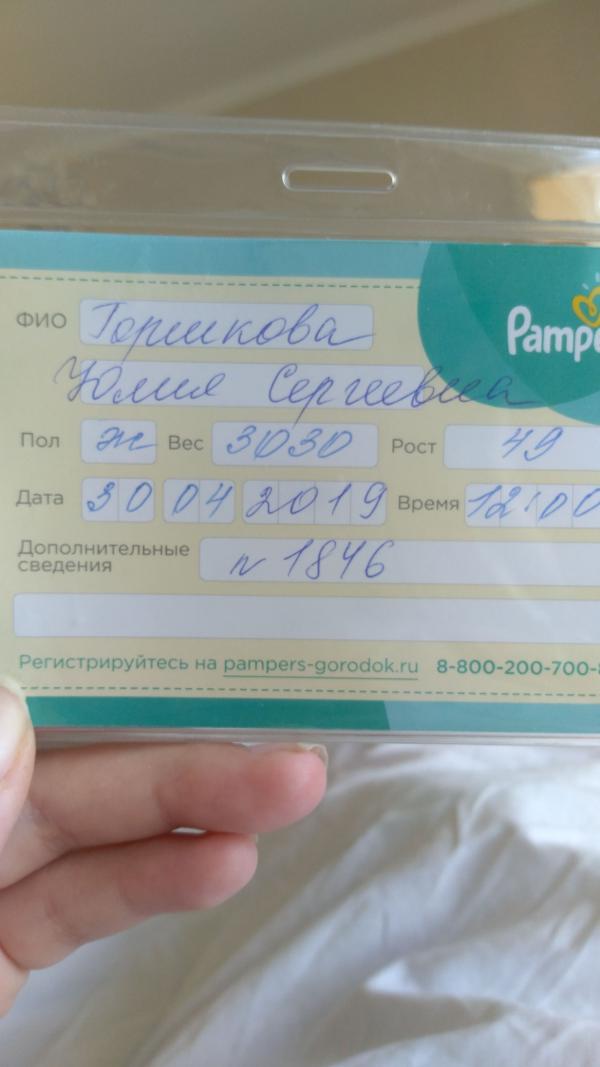 Pampe
ФИО Горшкова
Юлия Сергеевна
Пол ж Вес 3030 Рост 49
Дата 30 04 2019 Время 12:00
Дополнительные
сведения
N 1846
Регистрируйтесь на pampers-gorodok.ru 8-800-200-700-